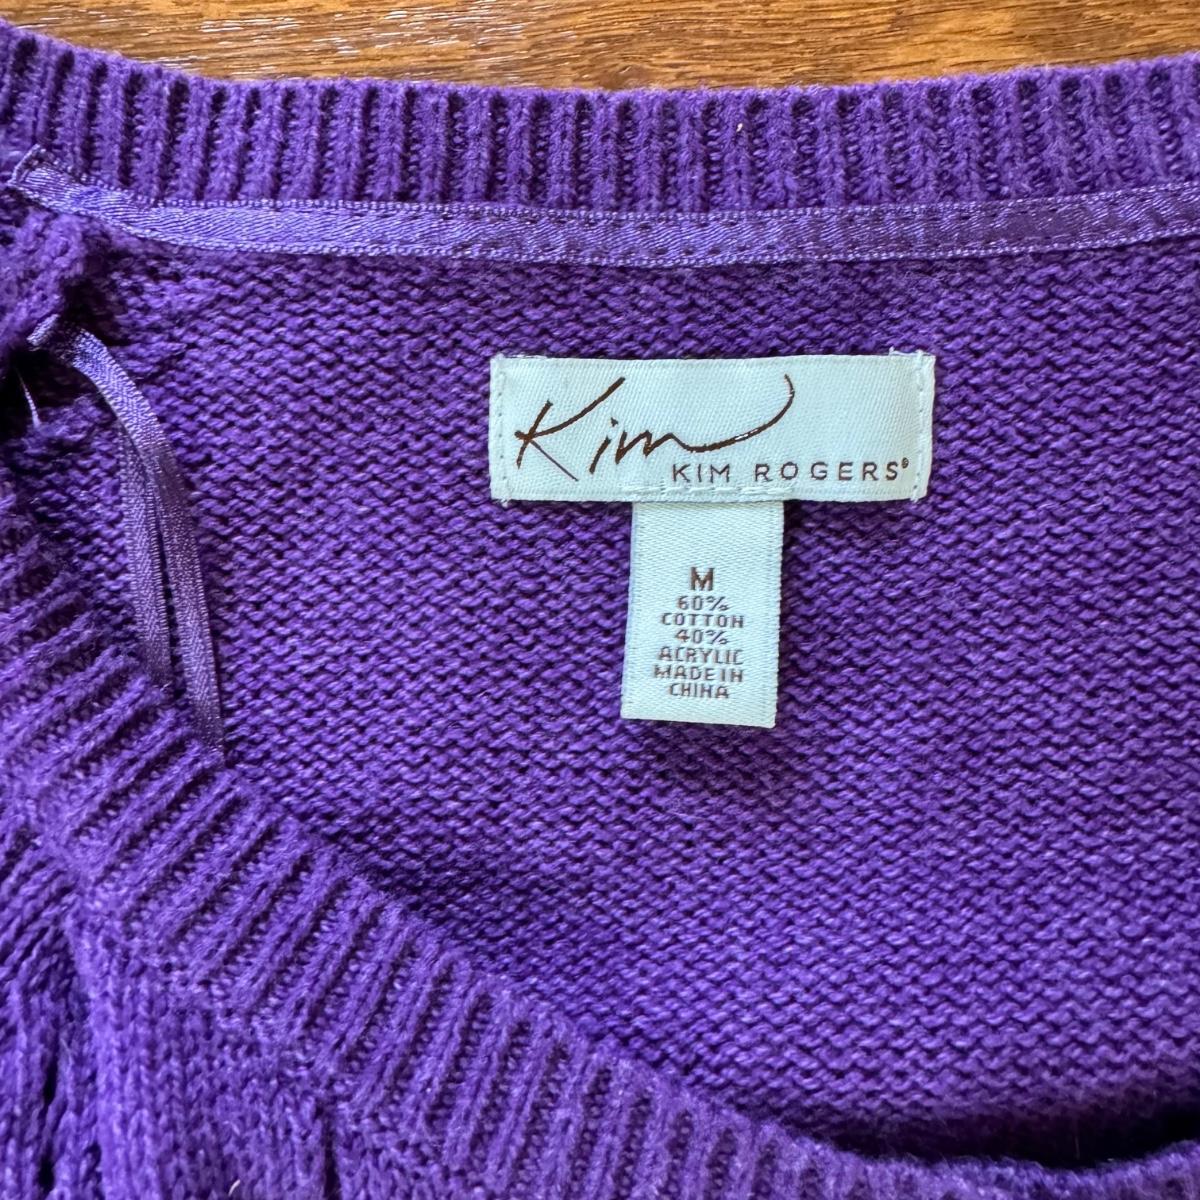 Kim
KIM ROGERS®
M
60%
COTTON
40%
ACRYLIC
MADE IN
CHINA